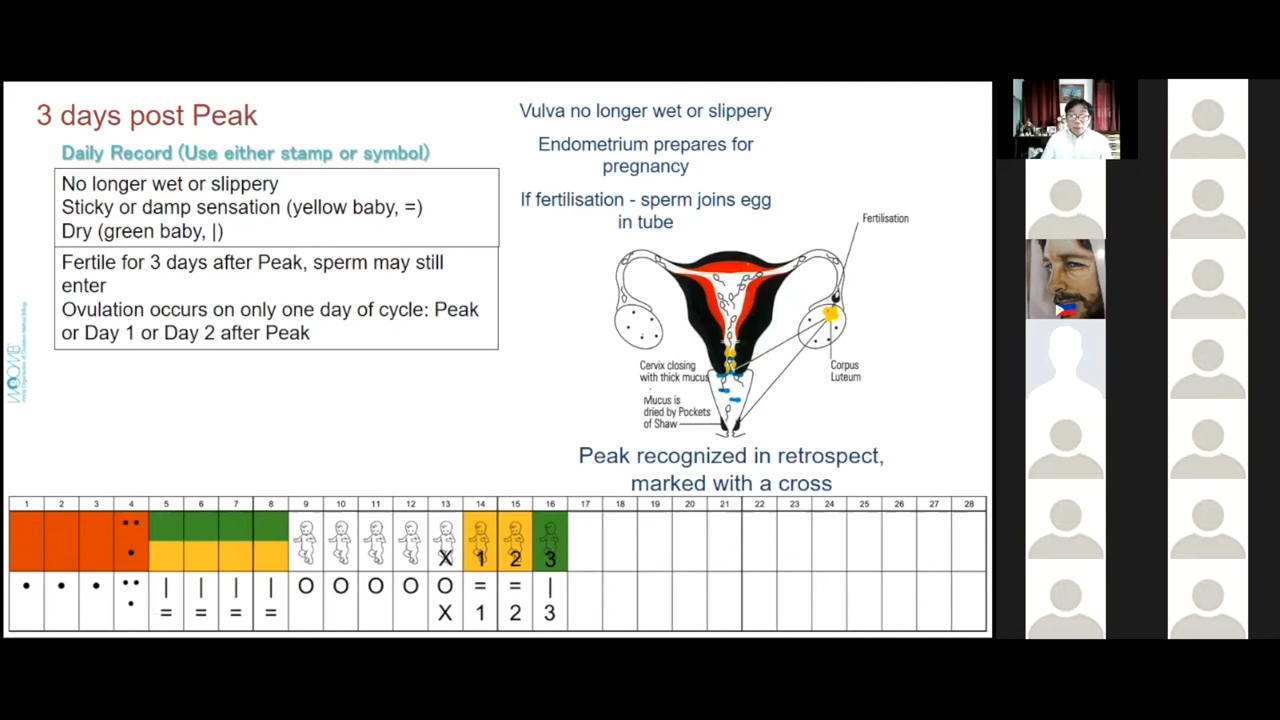 3 days post Peak
Daily Record (Use either stamp or symbol)
No longer wet or slippery
Sticky or damp sensation (yellow baby, =)
Dry (green baby, |)
Fertile for 3 days after Peak, sperm may still
enter
Ovulation occurs on only one day of cycle: Peak
or Day 1 or Day 2 after Peak
Vulva no longer wet or slippery
Endometrium prepares for
pregnancy
If fertilisation - sperm joins egg
in tube
Fertilisation
Cervix closing
with thick mucus
Mucus is
dried by Pockets
of Shaw
Corpus
Luteum
Peak recognized in retrospect,
marked with a cross
WOOMB
1 2 3 4 5 6 7 8 9 10 11 12 13 14 15 16 17 18 19 20 21 22 23 24 25 26 27 28
X 1 2 3
| | | | O O O O O = = |
= = = = X 1 2 3